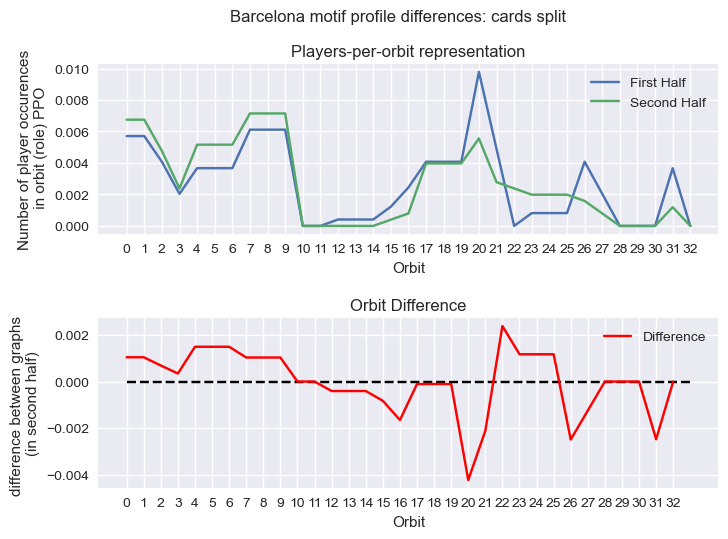 Barcelona motif profile differences: cards split
Players-per-orbit representation
Number of player occurences
in orbit (role) PPO
0.010
0.008
0.006
0.004
0.002
0.000
First Half
Second Half
0 1 2 3 4 5 6 7 8 9 10 11 12 13 14 15 16 17 18 19 20 21 22 23 24 25 26 27 28 29 30 31 32
Orbit
Orbit Difference
difference between graphs
(in second half)
0.002
0.000
−0.002
−0.004
Difference
0 1 2 3 4 5 6 7 8 9 10 11 12 13 14 15 16 17 18 19 20 21 22 23 24 25 26 27 28 29 30 31 32
Orbit